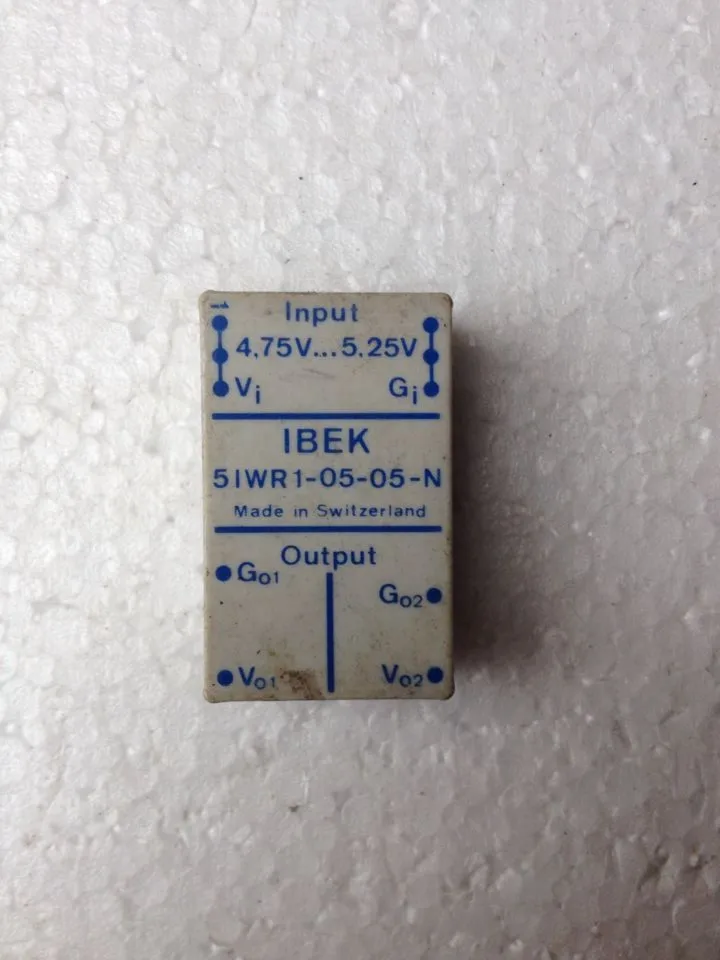 1
Input
4,75V...5,25V
Vi Gi
IBEK
5IWR1-05-05-N
Made in Switzerland
Output
Go1
Go2
Vo1 Vo2